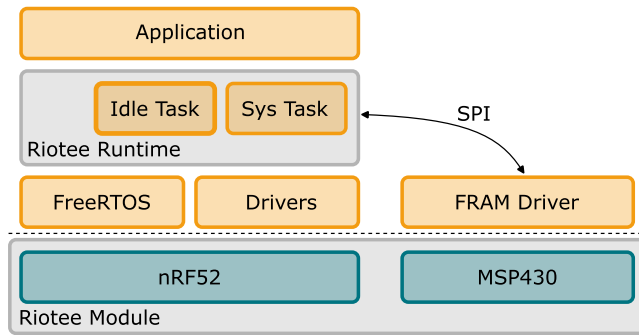 Application
Idle Task
Sys Task
SPI
Riotee Runtime
FreeRTOS
Drivers
FRAM Driver
nRF52
MSP430
Riotee Module